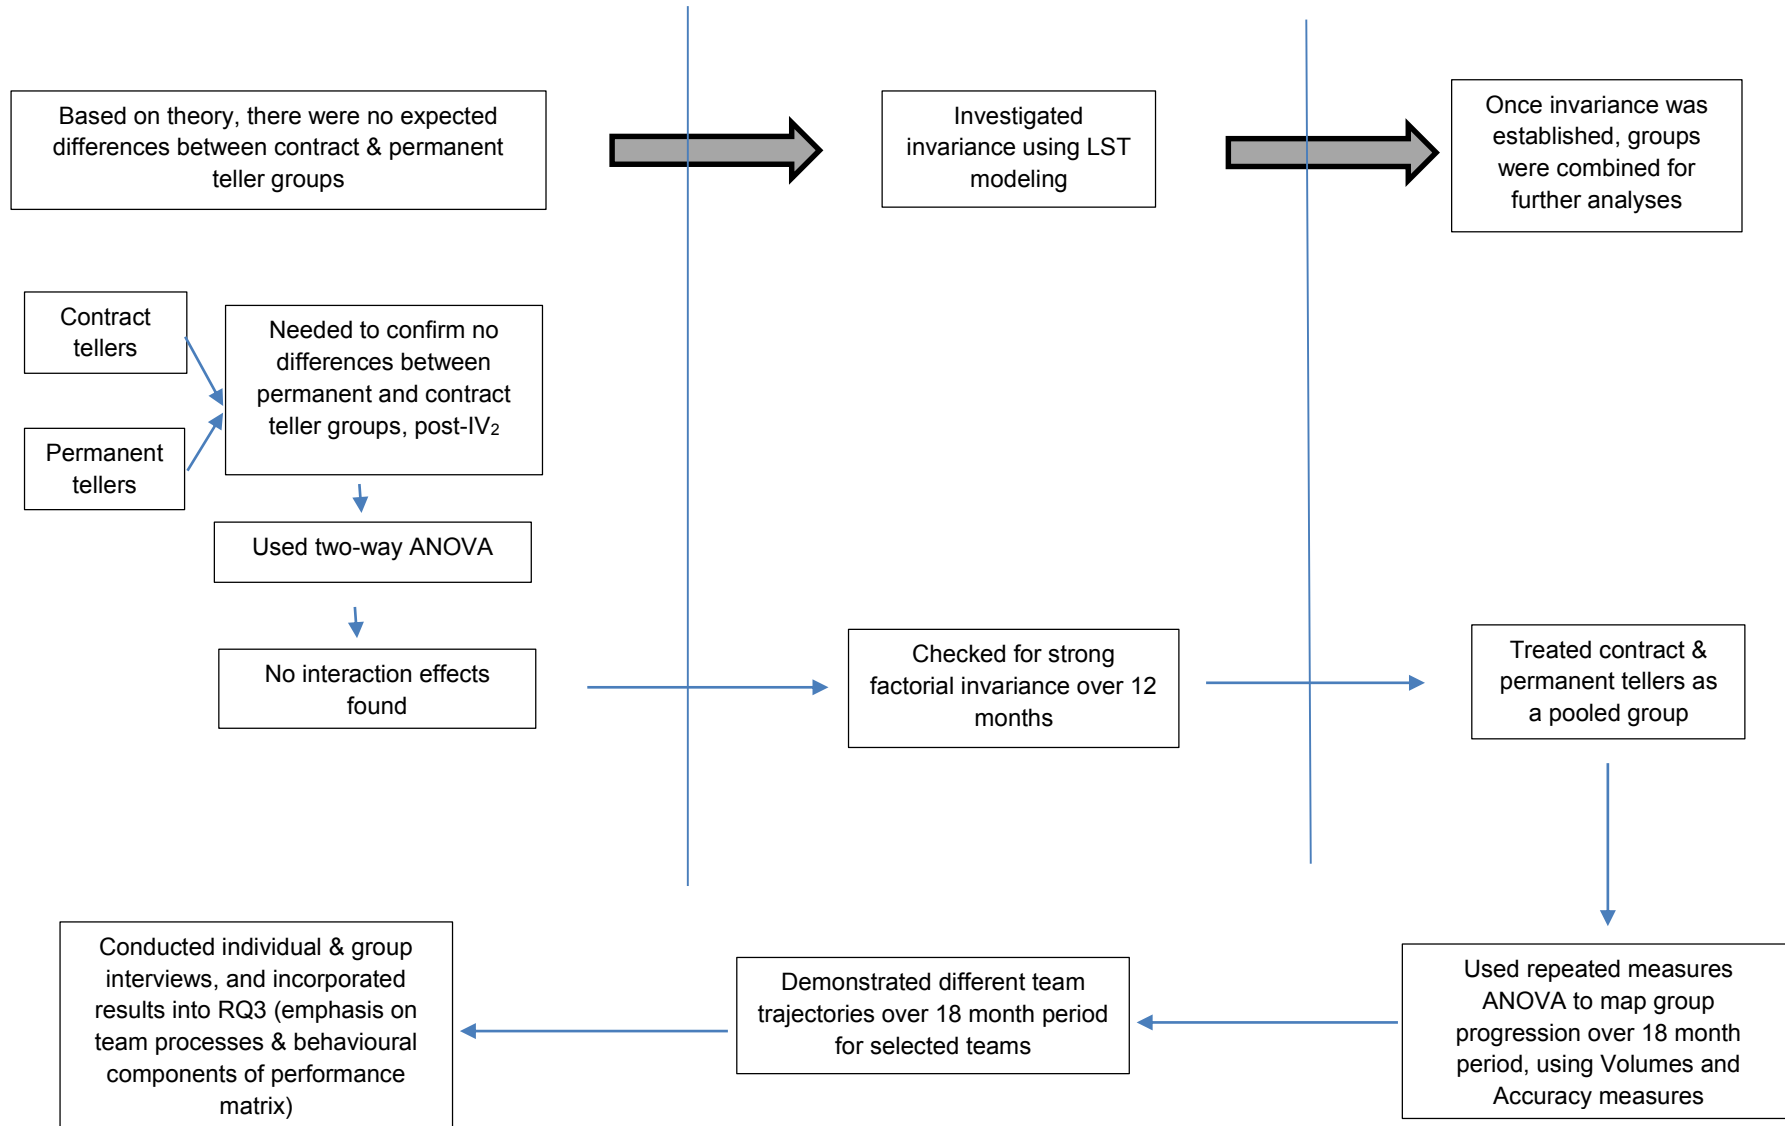 Based on theory, there were no expected
differences between contract & permanent
teller groups
Investigated
invariance using LST
modeling
Once invariance was
established, groups
were combined for
further analyses
Contract
tellers
Permanent
tellers
Needed to confirm no
differences between
permanent and contract
teller groups, post-IV₂
Used two-way ANOVA
No interaction effects
found
Checked for strong
factorial invariance over 12
months
Treated contract &
permanent tellers as
a pooled group
Used repeated measures
ANOVA to map group
progression over 18 month
period, using Volumes and
Accuracy measures
Demonstrated different team
trajectories over 18 month period
for selected teams
Conducted individual & group
interviews, and incorporated
results into RQ3 (emphasis on
team processes & behavioural
components of performance
matrix)